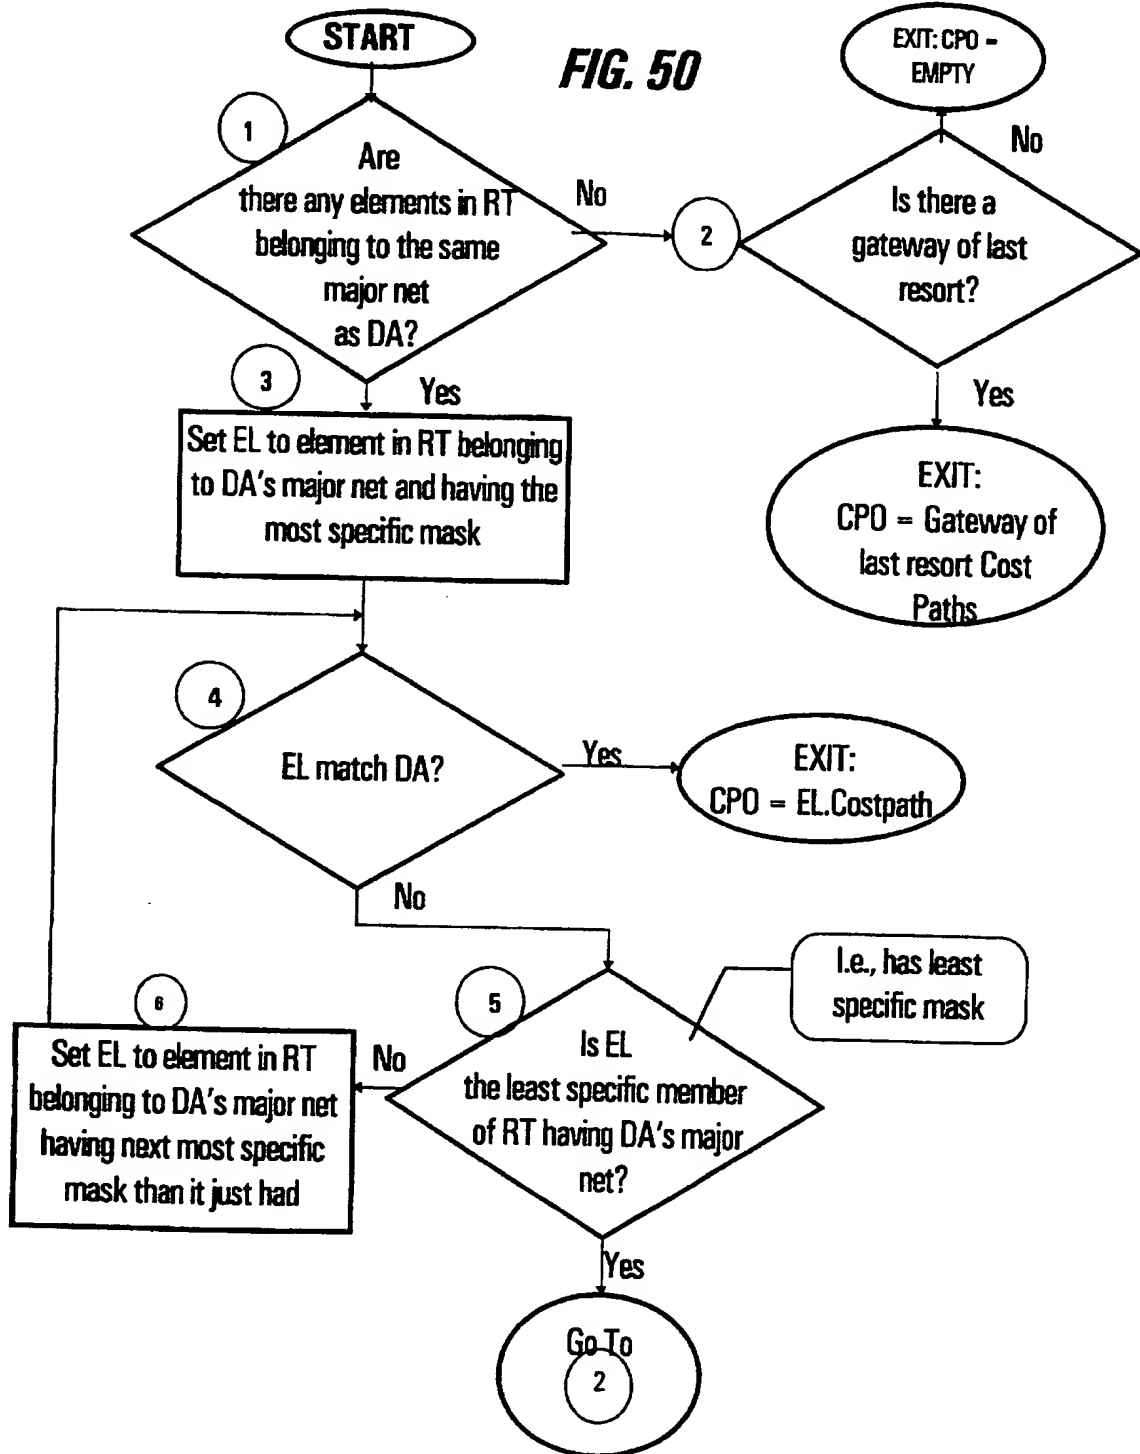 START
FIG. 50
EXIT: CPO =
EMPTY
1
Are
there any elements in RT
belonging to the same
major net
as DA?
No
2
Is there a
gateway of last
resort?
No
Yes
EXIT:
CPO = Gateway of
last resort Cost
Paths
Yes
3
Set EL to element in RT belonging
to DA's major net and having the
most specific mask
4
EL match DA?
Yes
EXIT:
CPO = EL.Costpath
No
5
Is EL
the least specific member
of RT having DA's major
net?
I.e., has least
specific mask
No
6
Set EL to element in RT
belonging to DA's major net
having next most specific
mask than it just had
Yes
Go To
2